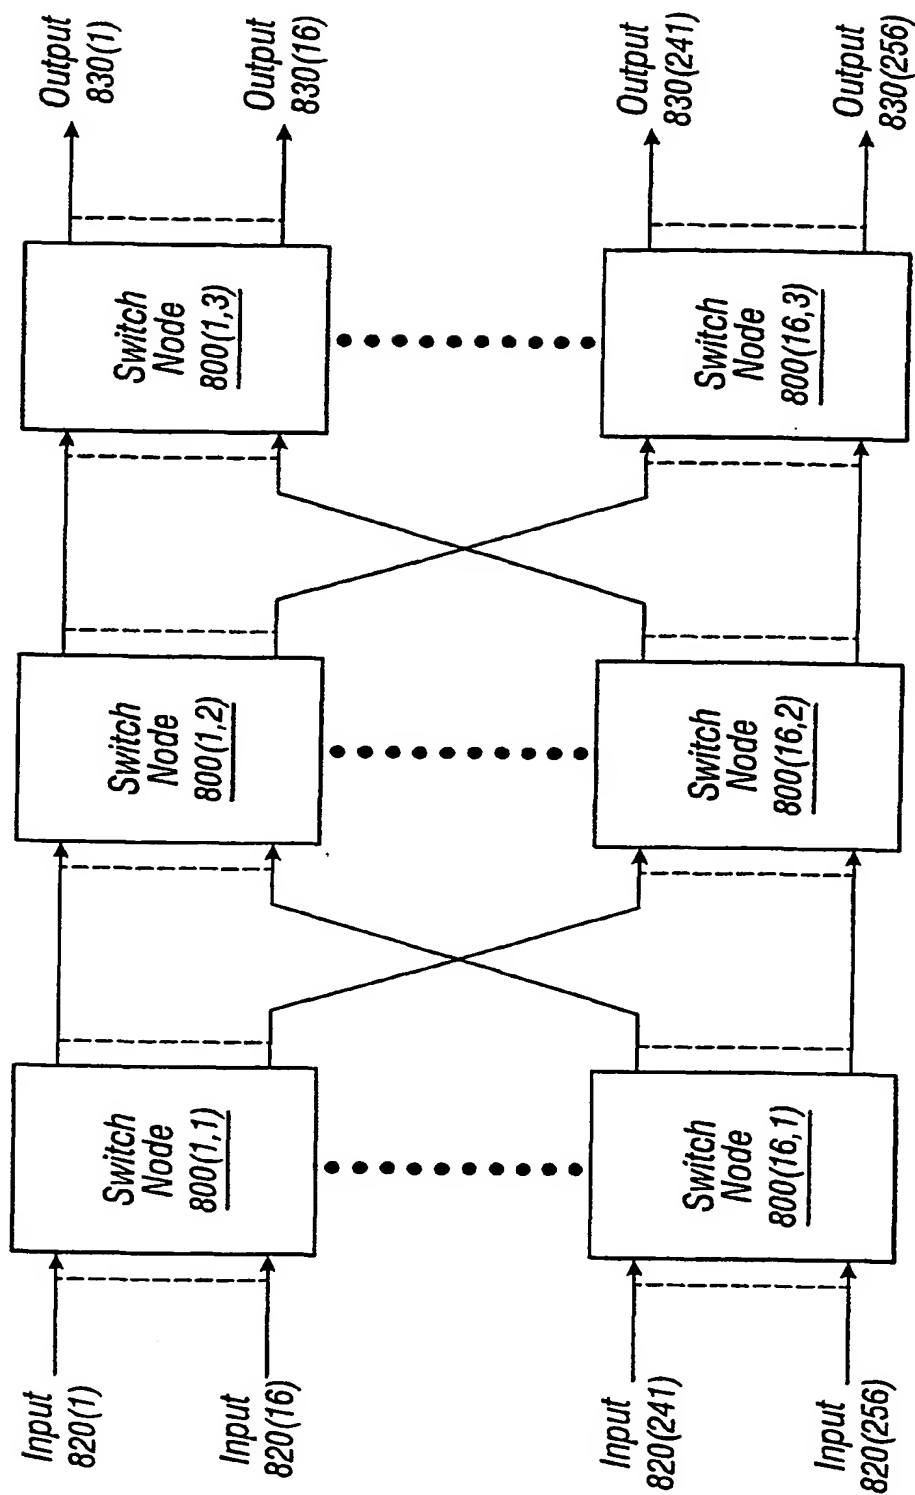 Input
820(1)
Input
820(16)
Input
820(241)
Input
820(256)
Switch
Node
800(1,1)
Switch
Node
800(16,1)
Switch
Node
800(1,2)
Switch
Node
800(16,2)
Switch
Node
800(1,3)
Switch
Node
800(16,3)
Output
830(1)
Output
830(16)
Output
830(241)
Output
830(256)